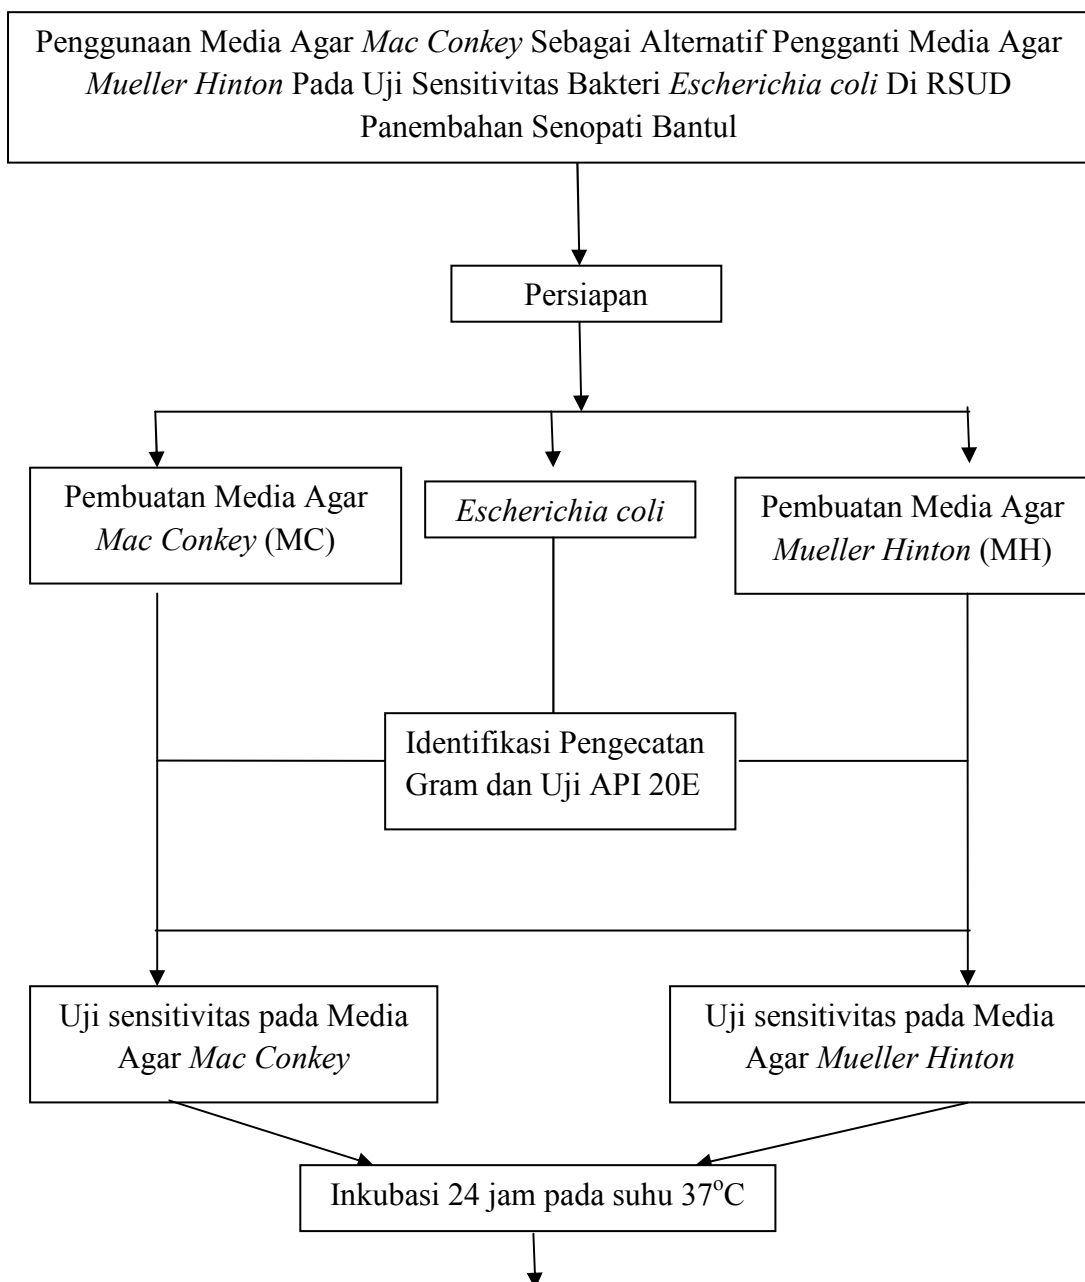 Penggunaan Media Agar Mac Conkey Sebagai Alternatif Pengganti Media Agar
Mueller Hinton Pada Uji Sensitivitas Bakteri Escherichia coli Di RSUD
Panembahan Senopati Bantul
Persiapan
Pembuatan Media Agar
Mac Conkey (MC)
Escherichia coli
Pembuatan Media Agar
Mueller Hinton (MH)
Identifikasi Pengecatan
Gram dan Uji API 20E
Uji sensitivitas pada Media
Agar Mac Conkey
Uji sensitivitas pada Media
Agar Mueller Hinton
Inkubasi 24 jam pada suhu 37°C